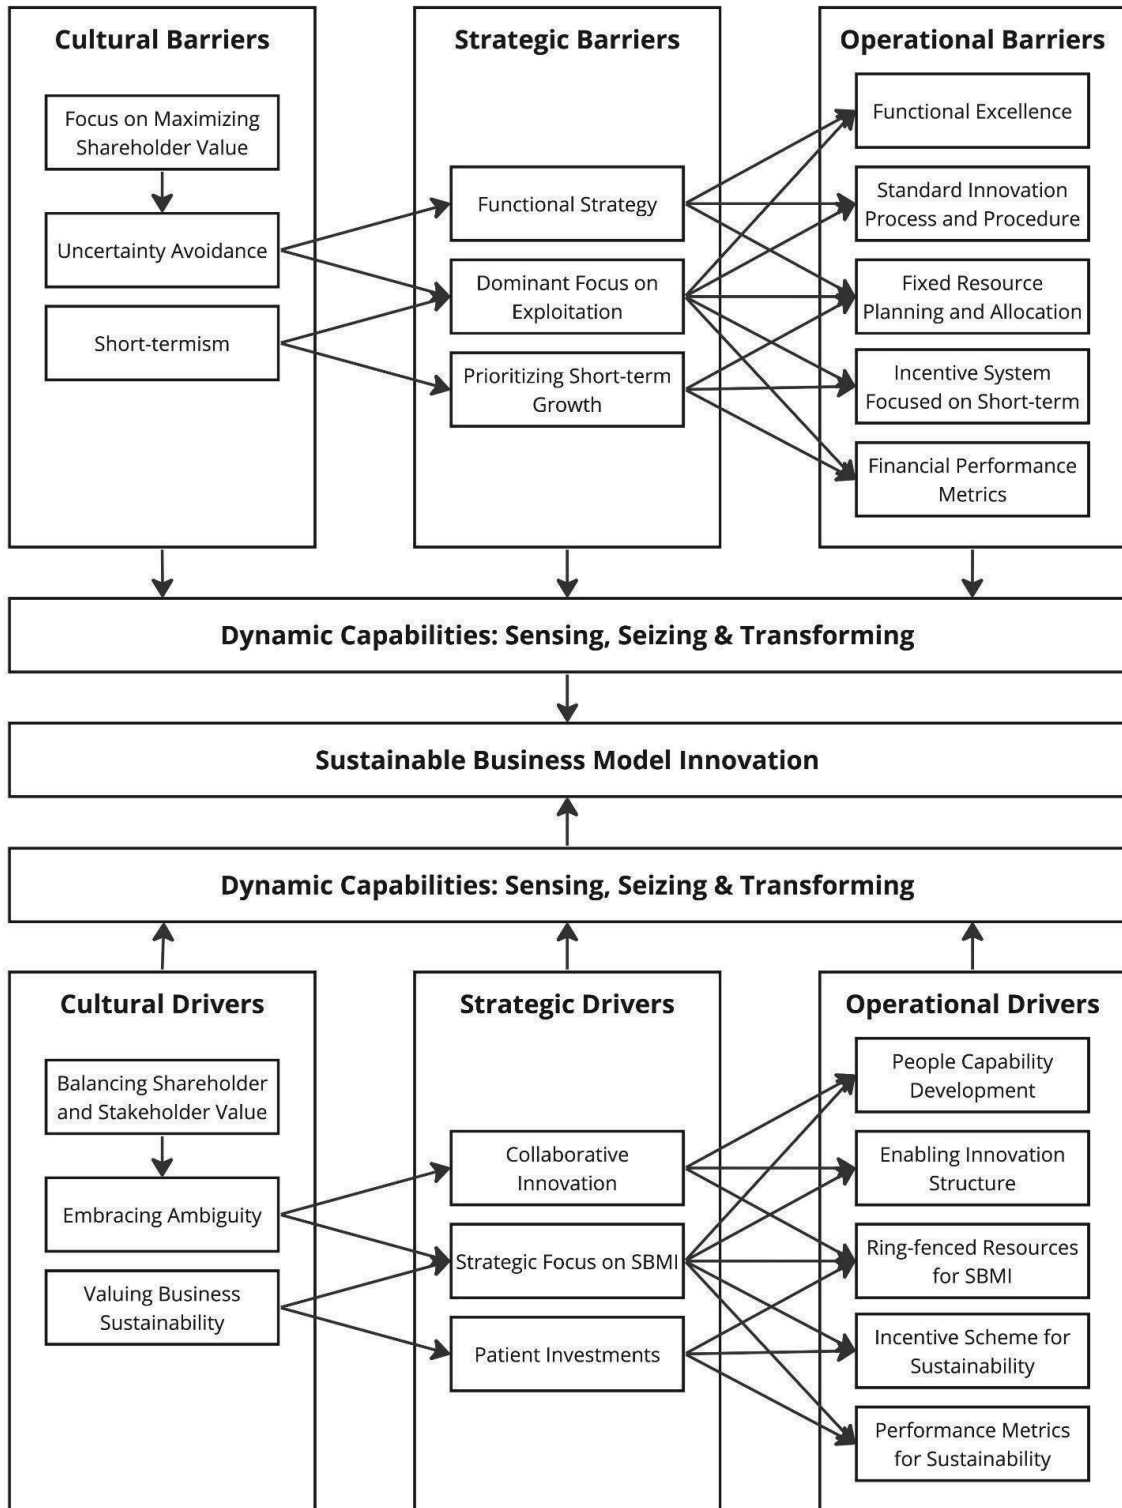 Cultural Barriers
Focus on Maximizing
Shareholder Value
Uncertainty Avoidance
Short-termism
Strategic Barriers
Functional Strategy
Dominant Focus on
Exploitation
Prioritizing Short-term
Growth
Operational Barriers
Functional Excellence
Standard Innovation
Process and Procedure
Fixed Resource
Planning and Allocation
Incentive System
Focused on Short-term
Financial Performance
Metrics
Dynamic Capabilities: Sensing, Seizing & Transforming
Sustainable Business Model Innovation
Dynamic Capabilities: Sensing, Seizing & Transforming
Cultural Drivers
Balancing Shareholder
and Stakeholder Value
Embracing Ambiguity
Valuing Business
Sustainability
Strategic Drivers
Collaborative
Innovation
Strategic Focus on SBMI
Patient Investments
Operational Drivers
People Capability
Development
Enabling Innovation
Structure
Ring-fenced Resources
for SBMI
Incentive Scheme for
Sustainability
Performance Metrics
for Sustainability